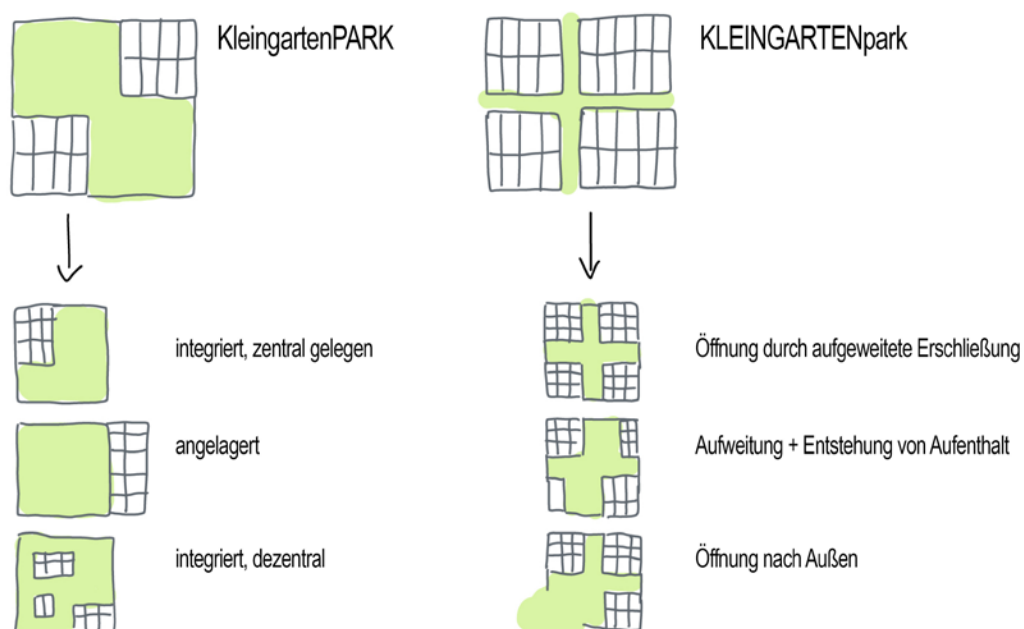 KleingartenPARK
KLEINGARTENpark
integriert, zentral gelegen
Öffnung durch aufgeweitete Erschließung
angelagert
Aufweitung + Entstehung von Aufenthalt
integriert, dezentral
Öffnung nach Außen